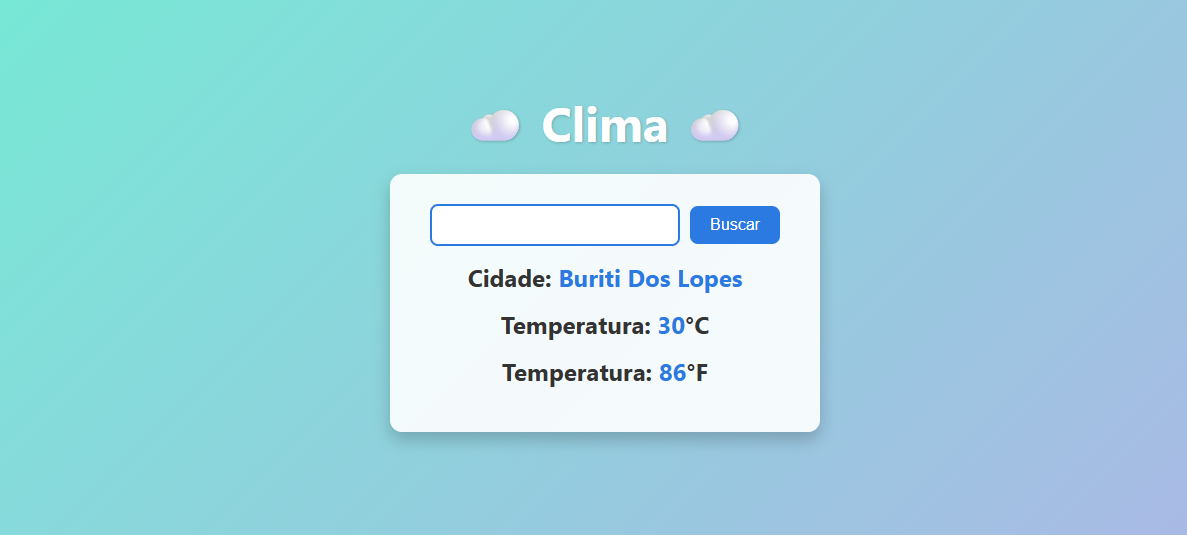 Clima
Buscar
Cidade: Buriti Dos Lopes
Temperatura: 30°C
Temperatura: 86°F